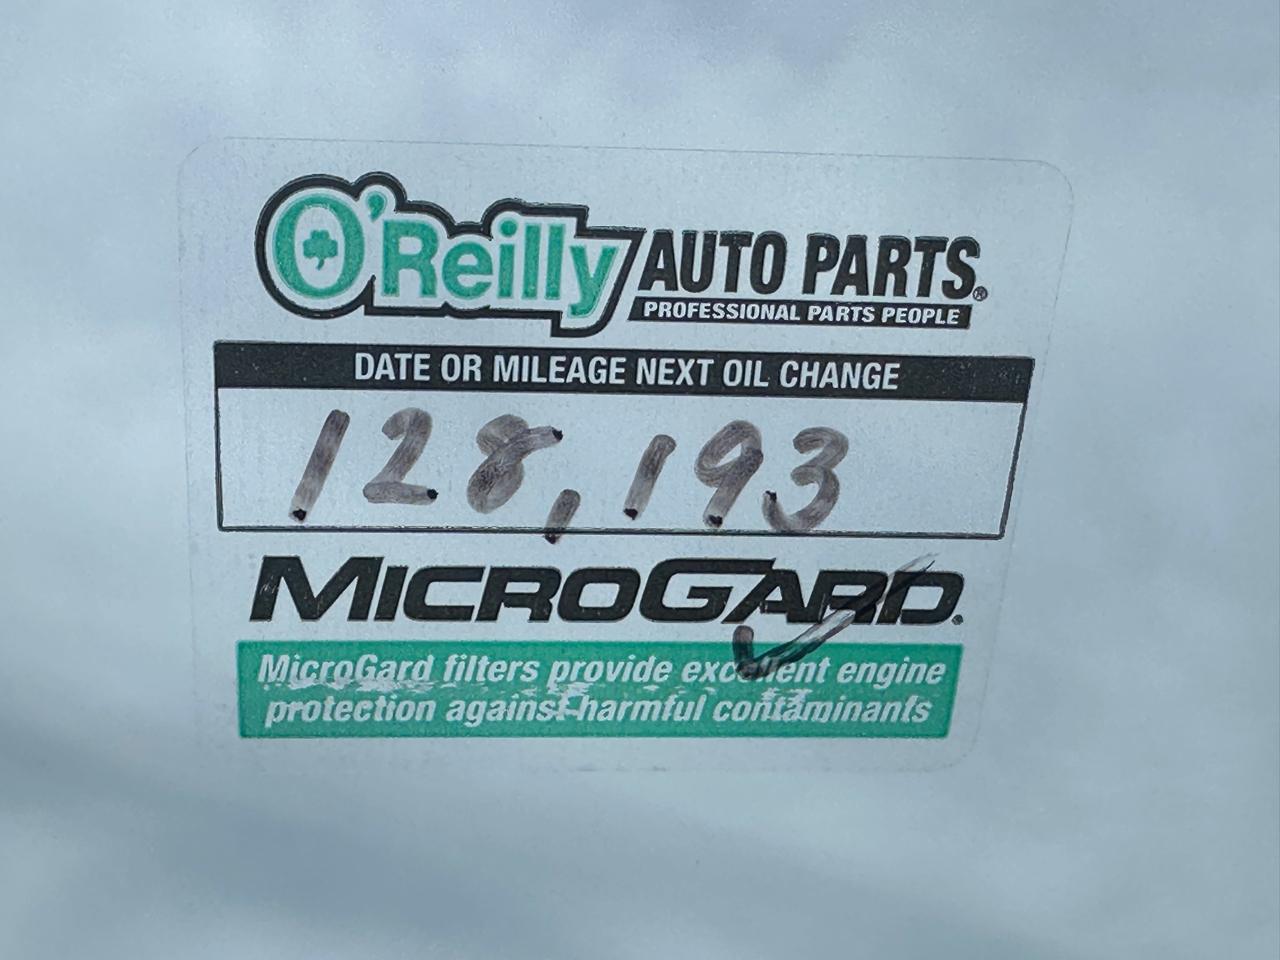 O'Reilly AUTO PARTS®
PROFESSIONAL PARTS PEOPLE
DATE OR MILEAGE NEXT OIL CHANGE
128,193
MICROGARD®
MicroGard filters provide excellent engine
protection against harmful contaminants